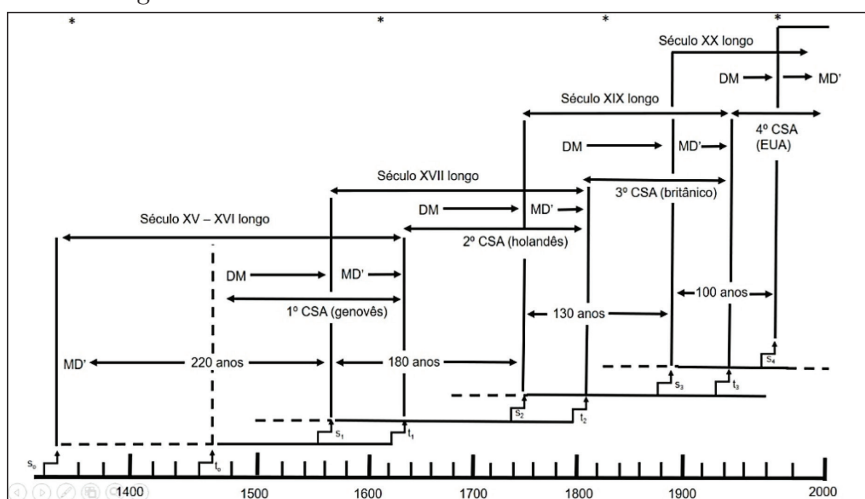 * * * *
Século XX longo
DM MD'
Século XIX longo
DM MD' 4º CSA
(EUA)
Século XVII longo
3º CSA (britânico)
DM MD'
Século XV – XVI longo
2º CSA (holandês)
DM MD'
100 anos
1º CSA (genovês)
130 anos
MD' 220 anos 180 anos
s₄
s₃ t₃
s₂ t₂
s₁ t₁
s₀ t₀
1400 1500 1600 1700 1800 1900 2000